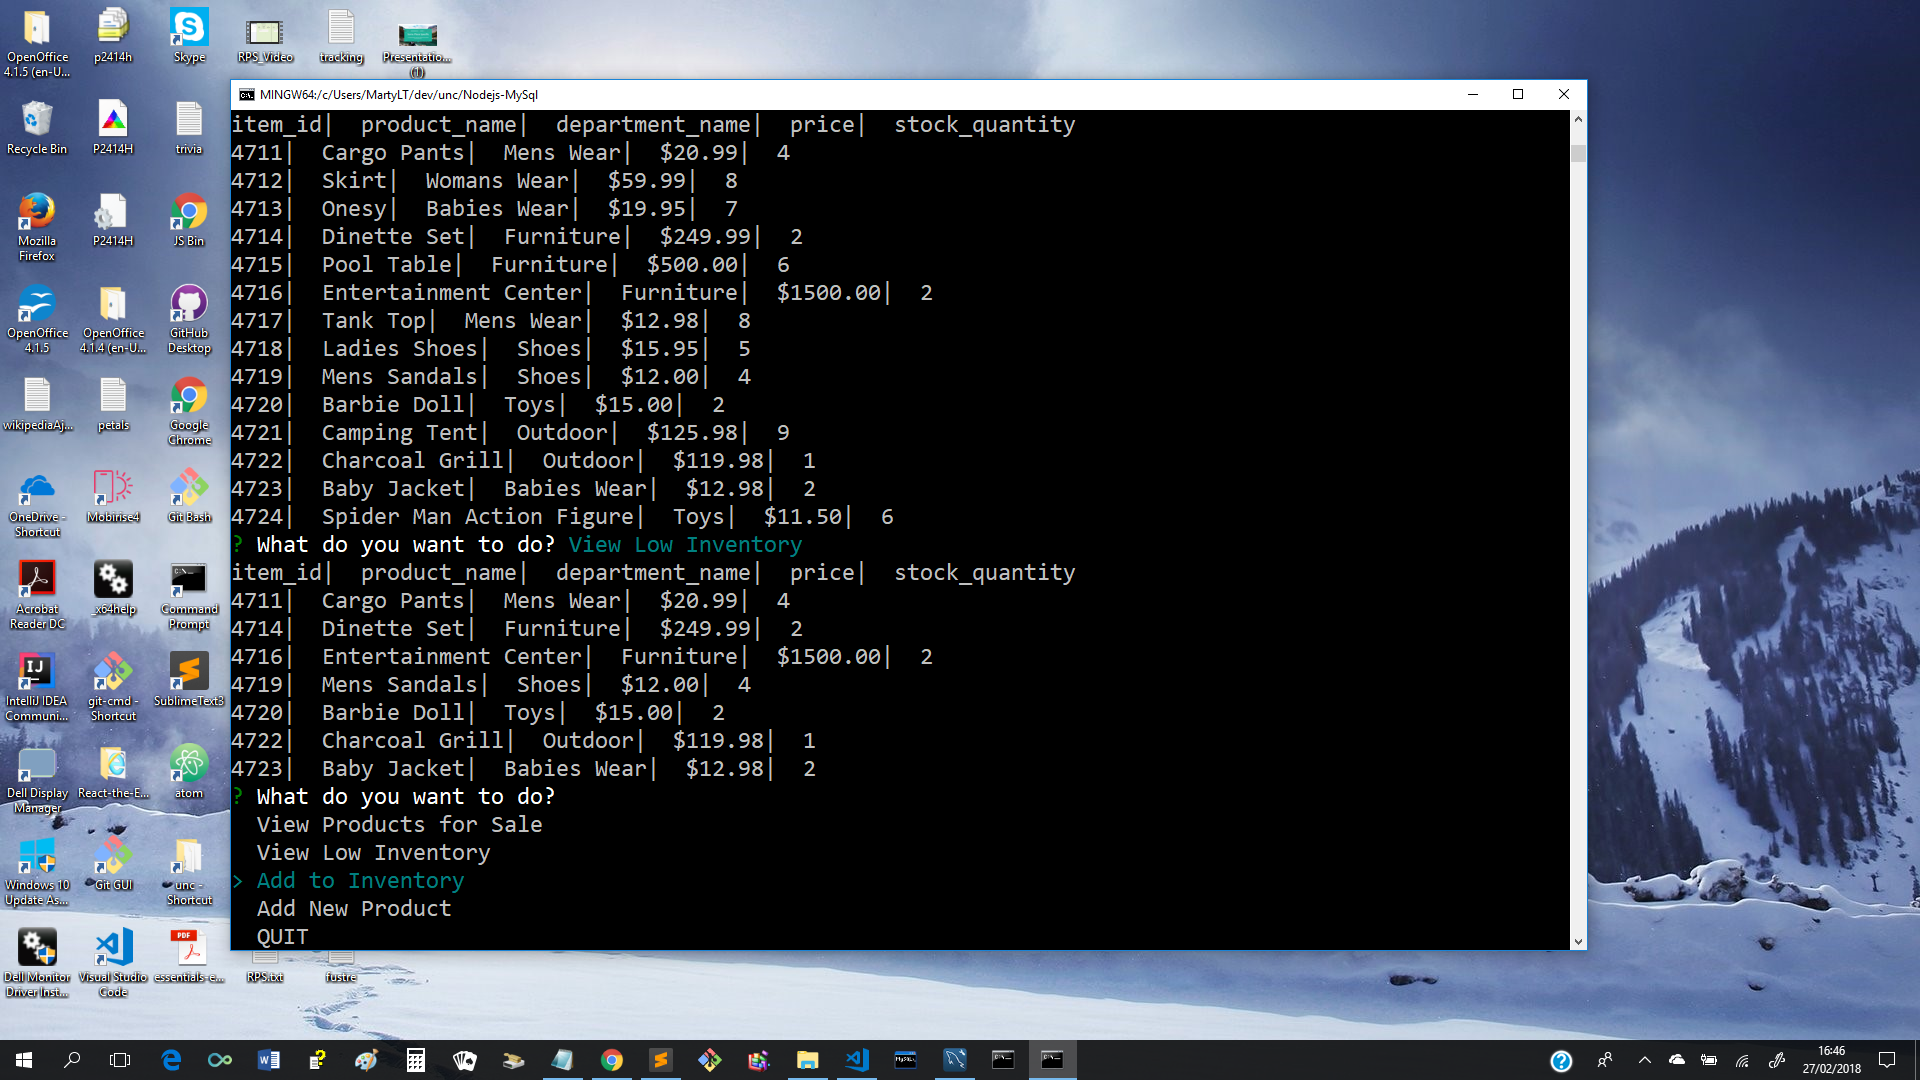 OpenOffice 4.1.5 (en-U...
p2414h
Skype
RPS_Video
tracking
Presentatio... (1)
MINGW64:/c/Users/MartyLT/dev/unc/Nodejs-MySql
item_id|  product_name|  department_name|  price|  stock_quantity
4711|  Cargo Pants|  Mens Wear|  $20.99|  4
4712|  Skirt|  Womans Wear|  $59.99|  8
4713|  Onesy|  Babies Wear|  $19.95|  7
4714|  Dinette Set|  Furniture|  $249.99|  2
4715|  Pool Table|  Furniture|  $500.00|  6
4716|  Entertainment Center|  Furniture|  $1500.00|  2
4717|  Tank Top|  Mens Wear|  $12.98|  8
4718|  Ladies Shoes|  Shoes|  $15.95|  5
4719|  Mens Sandals|  Shoes|  $12.00|  4
4720|  Barbie Doll|  Toys|  $15.00|  2
4721|  Camping Tent|  Outdoor|  $125.98|  9
4722|  Charcoal Grill|  Outdoor|  $119.98|  1
4723|  Baby Jacket|  Babies Wear|  $12.98|  2
4724|  Spider Man Action Figure|  Toys|  $11.50|  6
? What do you want to do? View Low Inventory
item_id|  product_name|  department_name|  price|  stock_quantity
4711|  Cargo Pants|  Mens Wear|  $20.99|  4
4714|  Dinette Set|  Furniture|  $249.99|  2
4716|  Entertainment Center|  Furniture|  $1500.00|  2
4719|  Mens Sandals|  Shoes|  $12.00|  4
4720|  Barbie Doll|  Toys|  $15.00|  2
4722|  Charcoal Grill|  Outdoor|  $119.98|  1
4723|  Baby Jacket|  Babies Wear|  $12.98|  2
? What do you want to do?
View Products for Sale
View Low Inventory
> Add to Inventory
Add New Product
QUIT
Recycle Bin
P2414H
trivia
Mozilla Firefox
P2414H
JS Bin
OpenOffice 4.1.5
OpenOffice 4.1.4 (en-U...
GitHub Desktop
wikipediaAj...
petals
Google Chrome
OneDrive - Shortcut
Mobirise4
Git Bash
Acrobat Reader DC
_x64help
Command Prompt
IntelliJ IDEA Communi...
git-cmd - Shortcut
SublimeText3
Dell Display Manager
React-the-E...
atom
Windows 10 Update As...
Git GUI
unc - Shortcut
Dell Monitor Driver Inst...
Visual Studio Code
PDF
essentials-e...
RPS.txt
fustre
16:46
27/02/2018